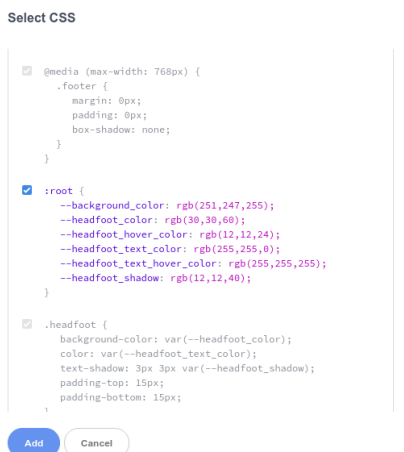 Select CSS
@media (max-width: 768px) {
.footer {
margin: 0px;
padding: 0px;
box-shadow: none;
}
}
:root {
--background_color: rgb(251,247,255);
--headfoot_color: rgb(30,30,60);
--headfoot_hover_color: rgb(12,12,24);
--headfoot_text_color: rgb(255,255,0);
--headfoot_text_hover_color: rgb(255,255,255);
--headfoot_shadow: rgb(12,12,40);
}
.headfoot {
background-color: var(--headfoot_color);
color: var(--headfoot_text_color);
text-shadow: 3px 3px var(--headfoot_shadow);
padding-top: 15px;
padding-bottom: 15px;
}
Add Cancel